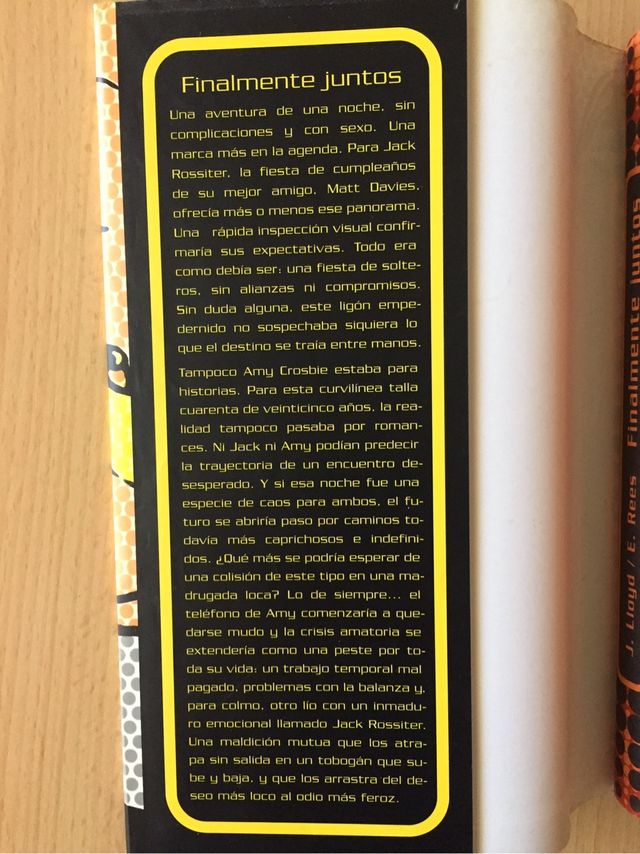 Finalmente juntos
Una aventura de una noche, sin
complicaciones y con sexo. Una
marca más en la agenda. Para Jack
Rossiter, la fiesta de cumpleaños
de su mejor amigo, Matt Davies,
ofrecía más o menos ese panorama.
Una rápida inspección visual confir-
maría sus expectativas. Todo era
como debía ser: una fiesta de solte-
ros, sin alianzas ni compromisos.
Sin duda alguna, este ligón empe-
dernido no sospechaba siquiera lo
que el destino se traía entre manos.
Tampoco Amy Crosbie estaba para
historias. Para esta curvilínea talla
cuarenta de veinticinco años, la rea-
lidad tampoco pasaba por roman-
ces. Ni Jack ni Amy podían predecir
la trayectoria de un encuentro de-
sesperado. Y si esa noche fue una
especie de caos para ambos, el fu-
turo se abriría paso por caminos to-
davía más caprichosos e indefini-
dos. ¿Qué más se podría esperar de
una colisión de este tipo en una ma-
drugada loca? Lo de siempre... el
teléfono de Amy comenzaría a que-
darse mudo y la crisis amatoria se
extendería como una peste por to-
da su vida: un trabajo temporal mal
pagado, problemas con la balanza y,
para colmo, otro lío con un inmadu-
ro emocional llamado Jack Rossiter.
Una maldición mutua que los atra-
pa sin salida en un tobogán que su-
be y baja, y que los arrastra del de-
seo más loco al odio más feroz.
J. Lloyd / E. Rees Finalmente juntos